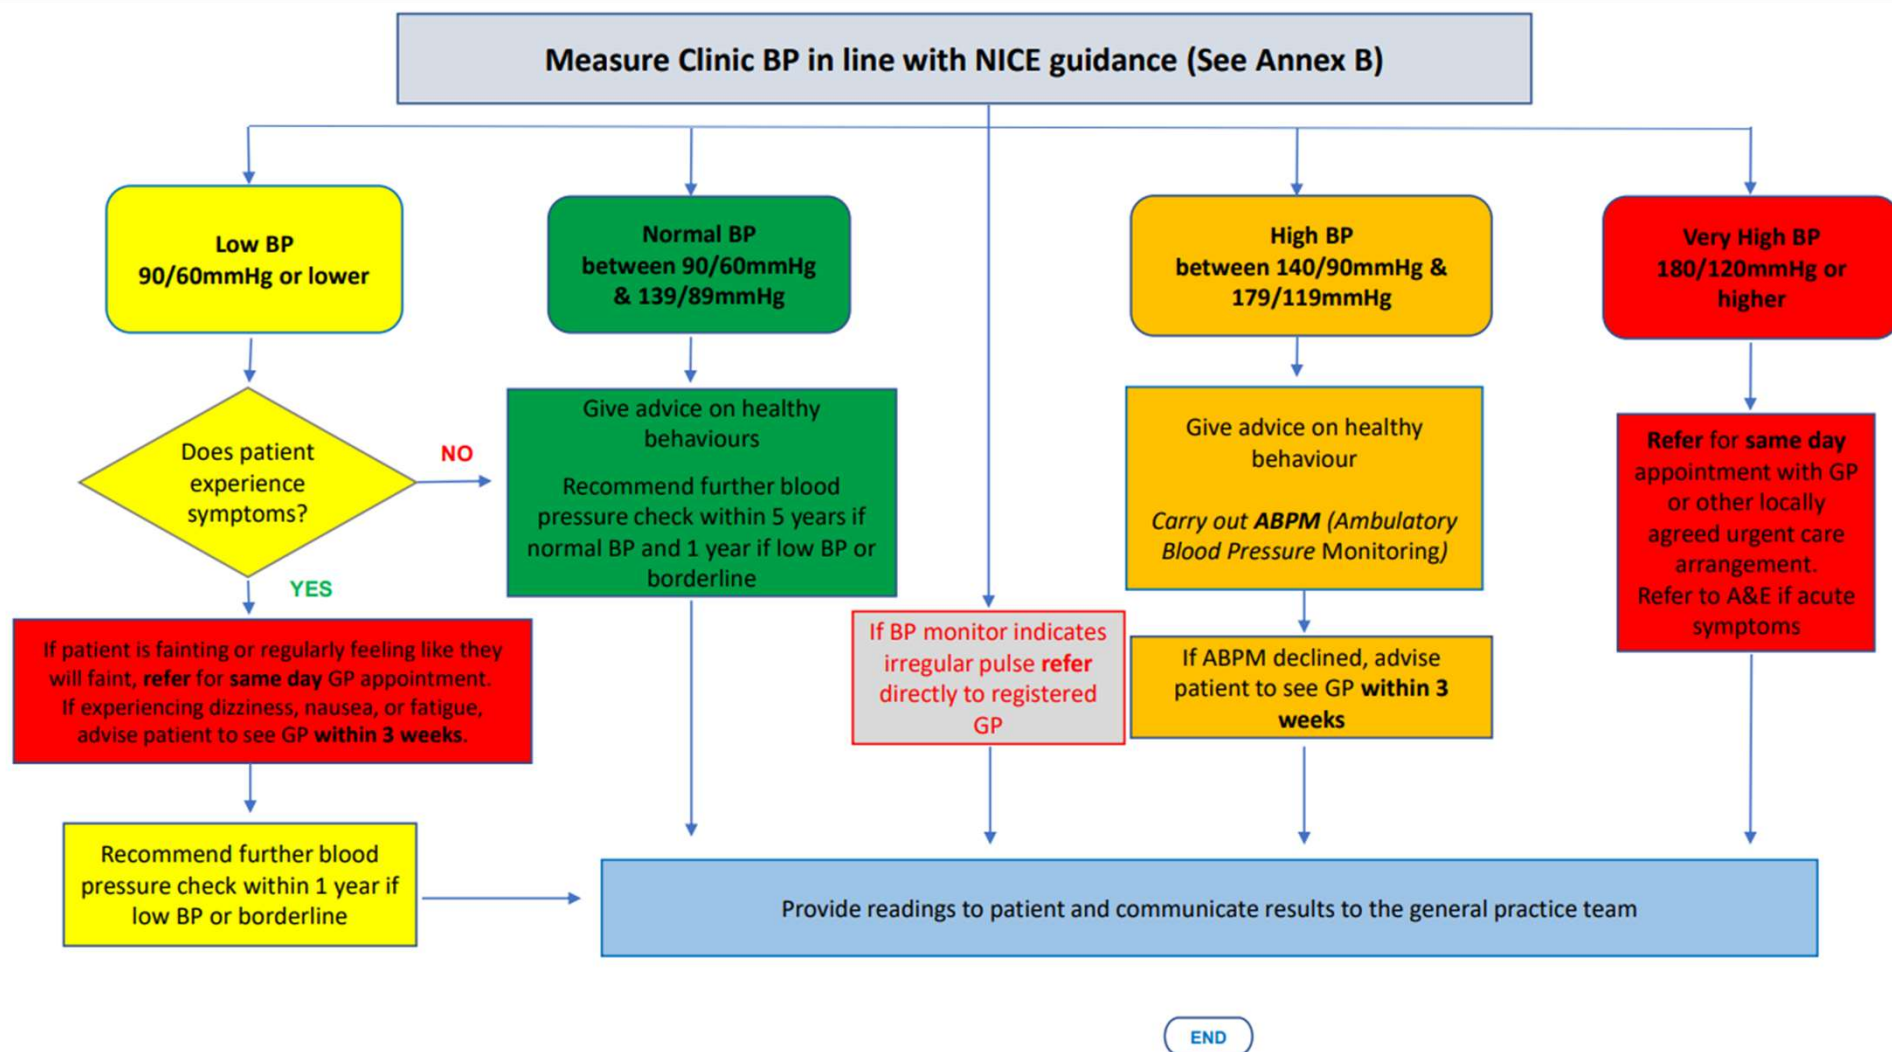 Measure Clinic BP in line with NICE guidance (See Annex B)
Low BP
90/60mmHg or lower
Normal BP
between 90/60mmHg
& 139/89mmHg
High BP
between 140/90mmHg &
179/119mmHg
Very High BP
180/120mmHg or
higher
Does patient
experience
symptoms?
NO
YES
Give advice on healthy
behaviours
Recommend further blood
pressure check within 5 years if
normal BP and 1 year if low BP or
borderline
Give advice on healthy
behaviour
Carry out ABPM (Ambulatory
Blood Pressure Monitoring)
Refer for same day
appointment with GP
or other locally
agreed urgent care
arrangement.
Refer to A&E if acute
symptoms
If patient is fainting or regularly feeling like they
will faint, refer for same day GP appointment.
If experiencing dizziness, nausea, or fatigue,
advise patient to see GP within 3 weeks.
If BP monitor indicates
irregular pulse refer
directly to registered
GP
If ABPM declined, advise
patient to see GP within 3
weeks
Recommend further blood
pressure check within 1 year if
low BP or borderline
Provide readings to patient and communicate results to the general practice team
END